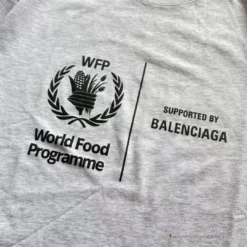 WFP
World Food
Programme
SUPPORTED BY
BALENCIAGA